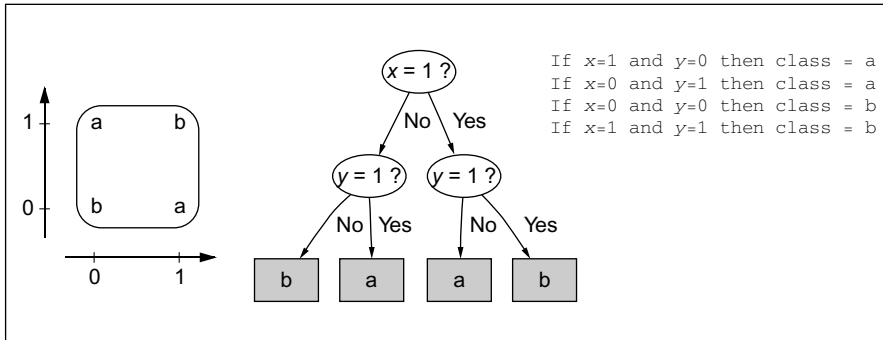 If x=1 and y=0 then class = a
If x=0 and y=1 then class = a
If x=0 and y=0 then class = b
If x=1 and y=1 then class = b
x = 1 ?
No Yes
y = 1 ? y = 1 ?
No Yes No Yes
b a a b
1 a b
0 b a
0 1